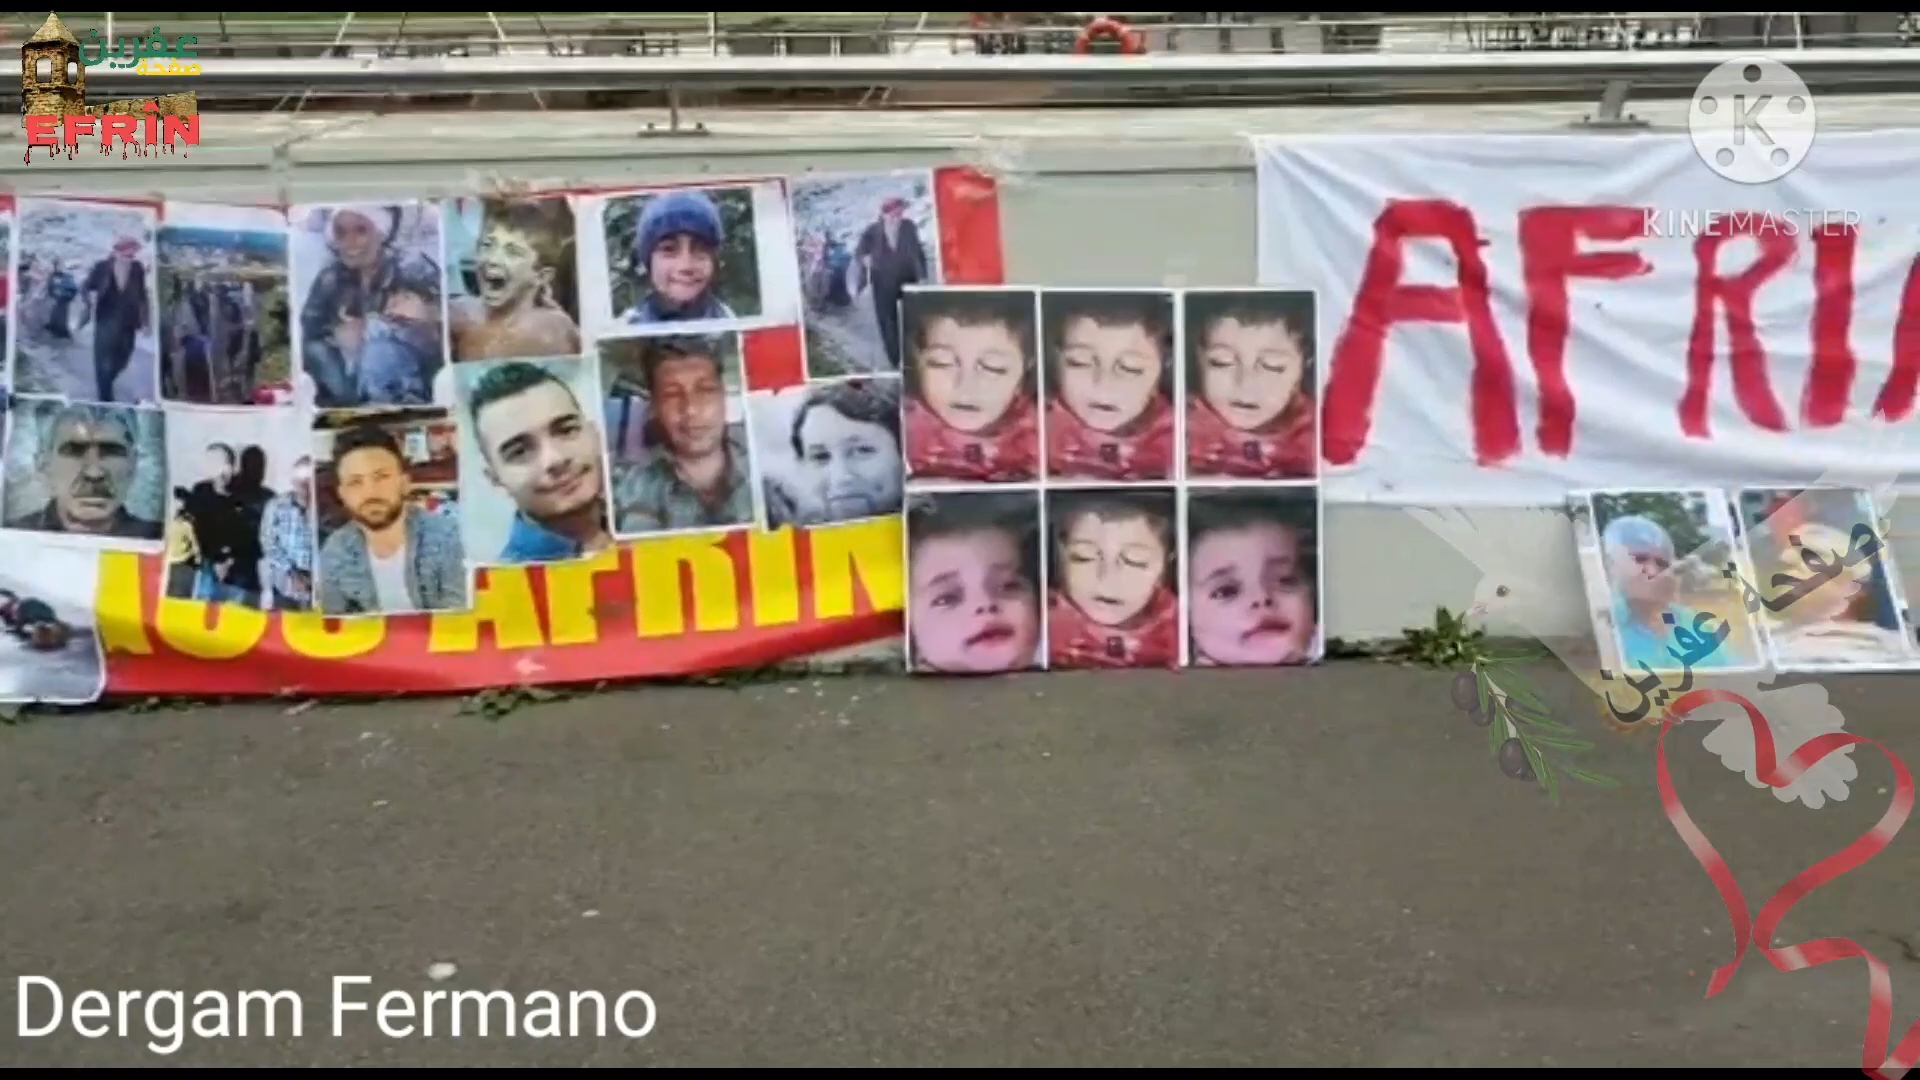 عفرين
صفحة
EFRÎN
K
KINEMASTER
AFRI
AFRIN
صفحة عفرين
Dergam Fermano